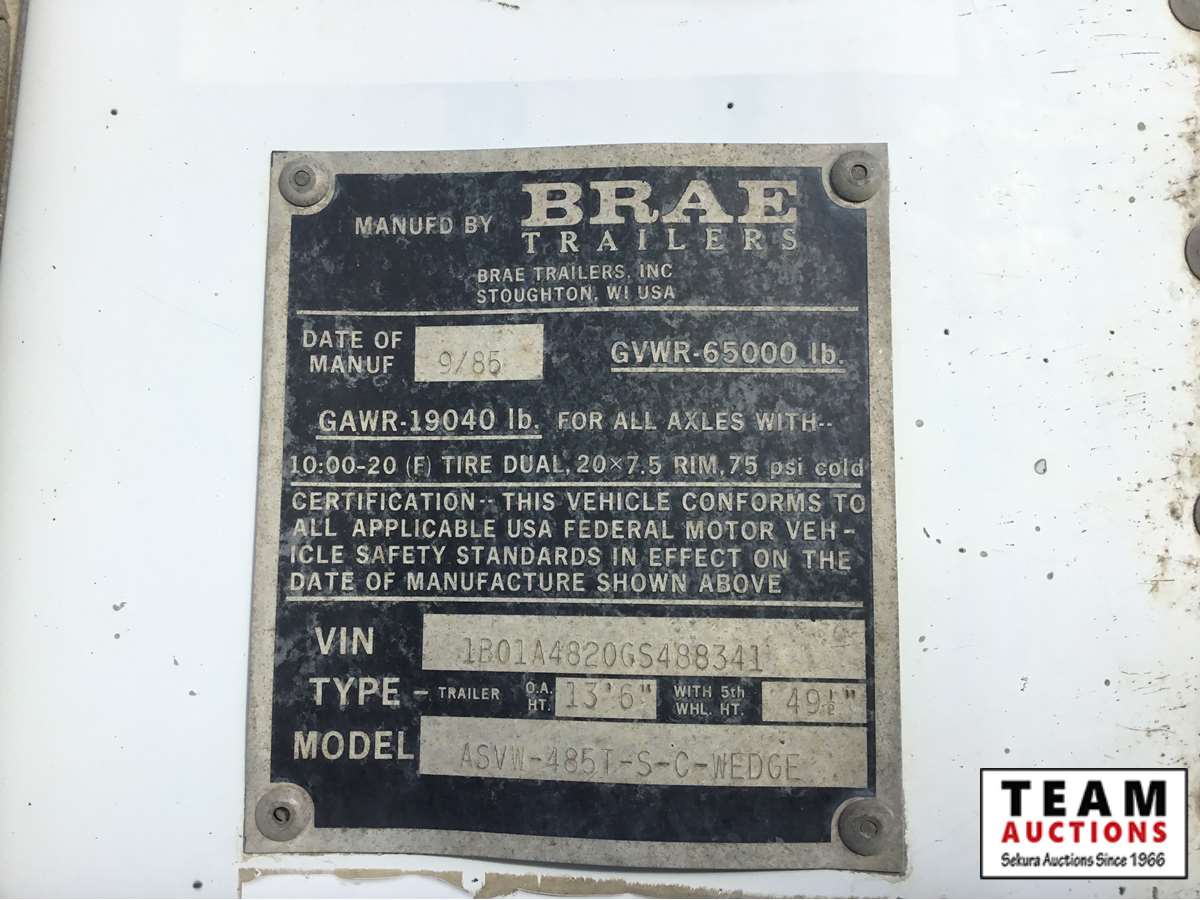 MANUFD BY BRAE
TRAILERS
BRAE TRAILERS, INC
STOUGHTON, WI USA
DATE OF MANUF 9/85 GVWR-65000 lb.
GAWR-19040 lb. FOR ALL AXLES WITH--
10:00-20 (F) TIRE DUAL, 20×7.5 RIM, 75 psi cold
CERTIFICATION-- THIS VEHICLE CONFORMS TO
ALL APPLICABLE USA FEDERAL MOTOR VEH-
ICLE SAFETY STANDARDS IN EFFECT ON THE
DATE OF MANUFACTURE SHOWN ABOVE
VIN 1B01A4820GS488341
TYPE - TRAILER O.A. HT. 13'6" WITH 5th WHL. HT. 49½"
MODEL ASVW-485T-S-C-WEDGE
TEAM
AUCTIONS
Sekura Auctions Since 1966